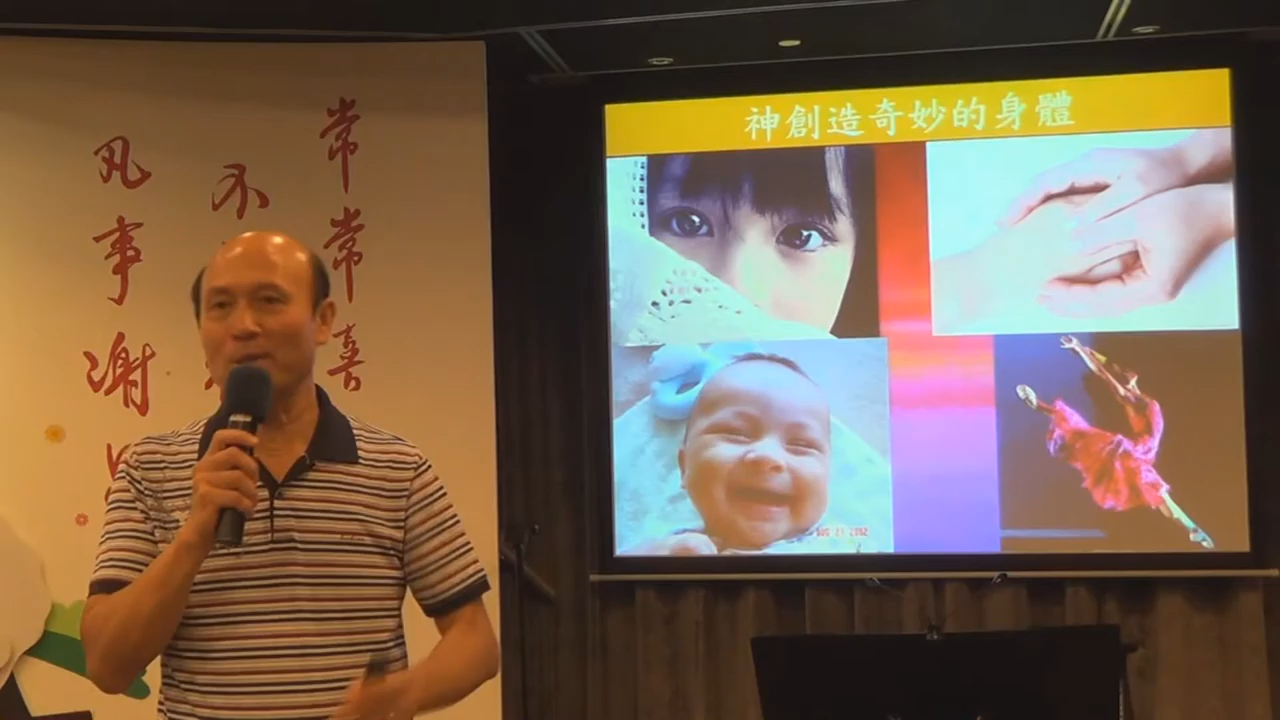 常常喜
不
凡事謝
神創造奇妙的身體